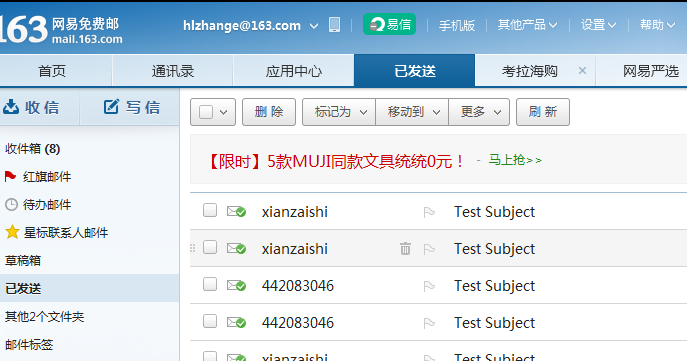 163 网易免费邮 mail.163.com hlzhange@163.com 易信 手机版 其他产品 设置 帮助
首页 通讯录 应用中心 已发送 考拉海购 × 网易严选
收信 写信 删除 标记为 移动到 更多 刷新
收件箱 (8)
【限时】5款MUJI同款文具统统0元！ - 马上抢>>
红旗邮件
待办邮件 xianzaishi Test Subject
星标联系人邮件 xianzaishi Test Subject
草稿箱
已发送 442083046 Test Subject
其他2个文件夹 442083046 Test Subject
邮件标签 xianzaishi Test Subject